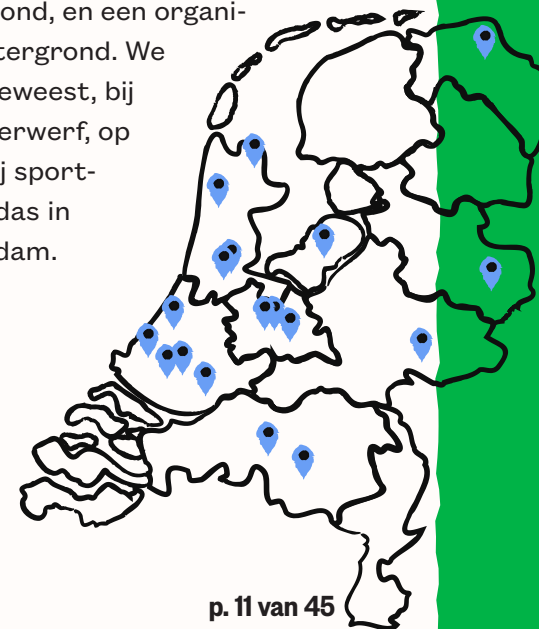 ond, en een organi-
tergrond. We
eweest, bij
erwerf, op
j sport-
das in
dam.
p. 11 van 45